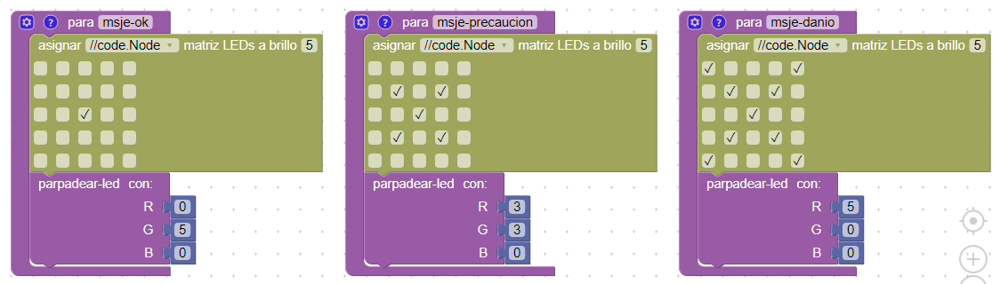 para msje-ok
asignar //code.Node matriz LEDs a brillo 5
parpadear-led con:
R 0
G 5
B 0
para msje-precaucion
asignar //code.Node matriz LEDs a brillo 5
parpadear-led con:
R 3
G 3
B 0
para msje-danio
asignar //code.Node matriz LEDs a brillo 5
parpadear-led con:
R 5
G 0
B 0